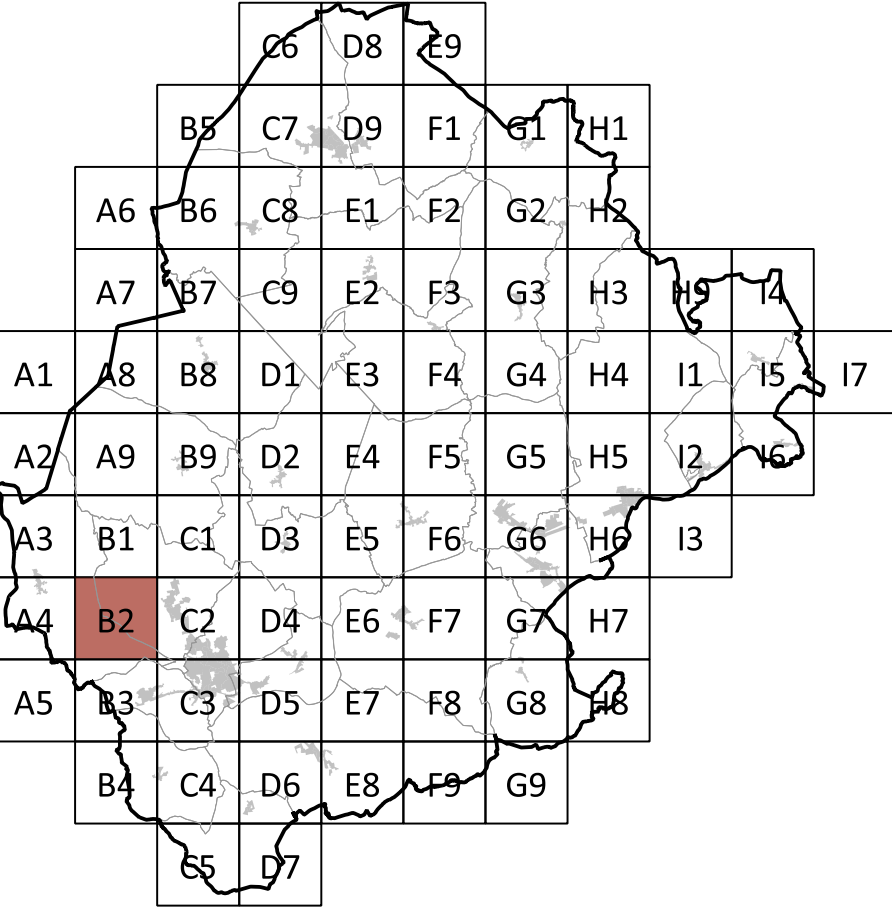 C6 D8 E9
B5 C7 D9 F1 G1 H1
A6 B6 C8 E1 F2 G2 H2
A7 B7 C9 E2 F3 G3 H3 H9 I4
A1 A8 B8 D1 E3 F4 G4 H4 I1 I5 I7
A2 A9 B9 D2 E4 F5 G5 H5 I2 I6
A3 B1 C1 D3 E5 F6 G6 H6 I3
A4 B2 C2 D4 E6 F7 G7 H7
A5 B3 C3 D5 E7 F8 G8 H8
B4 C4 D6 E8 F9 G9
C5 D7